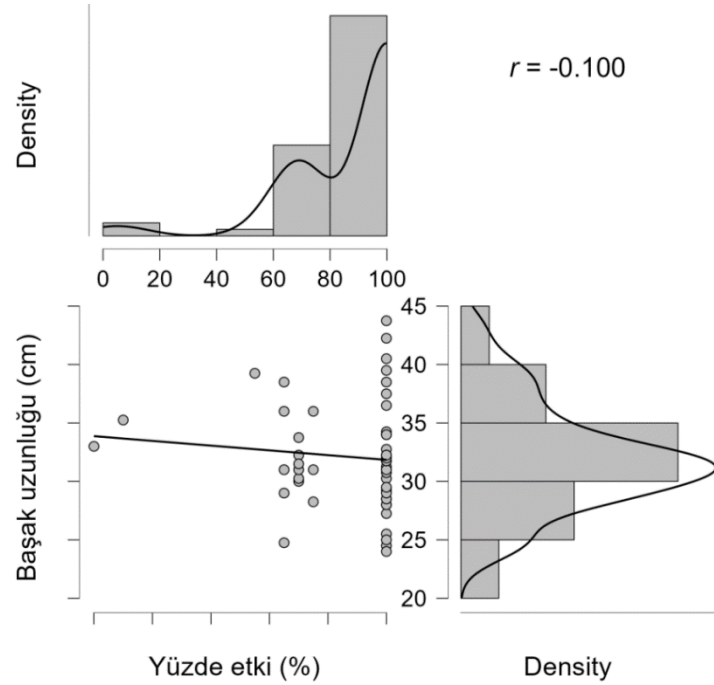 Density
r = -0.100
0 20 40 60 80 100
Başak uzunluğu (cm)
45
40
35
30
25
20
Yüzde etki (%)
Density